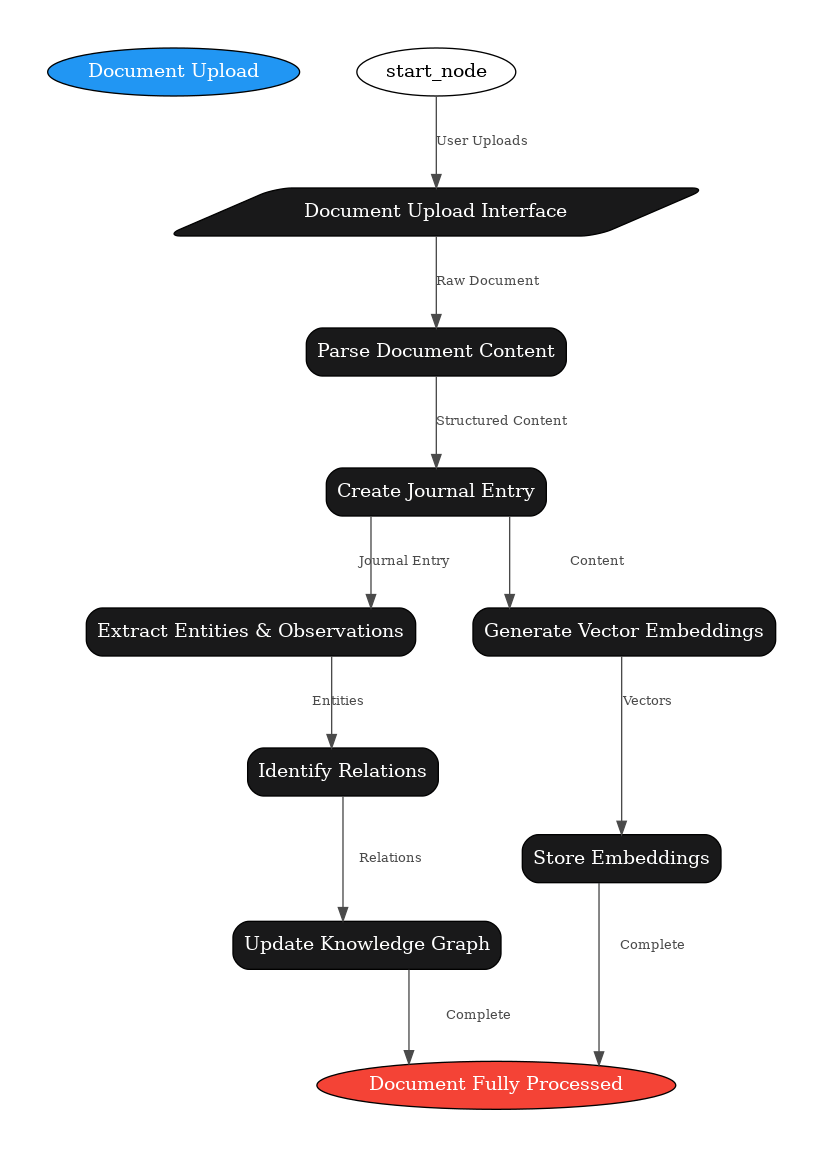 Document Upload
start_node
User Uploads
Document Upload Interface
Raw Document
Parse Document Content
Structured Content
Create Journal Entry
Journal Entry
Content
Extract Entities & Observations
Generate Vector Embeddings
Entities
Vectors
Identify Relations
Relations
Store Embeddings
Update Knowledge Graph
Complete
Complete
Document Fully Processed